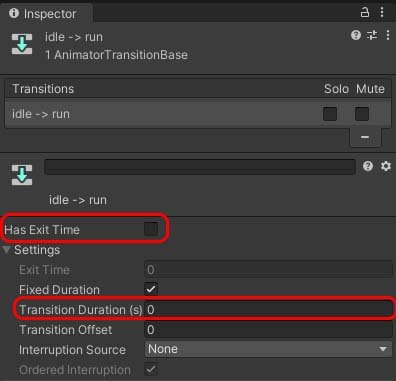 Inspector
idle -> run
1 AnimatorTransitionBase
Transitions Solo Mute
idle -> run
idle -> run
Has Exit Time
Settings
Exit Time 0
Fixed Duration
Transition Duration (s) 0
Transition Offset 0
Interruption Source None
Ordered Interruption